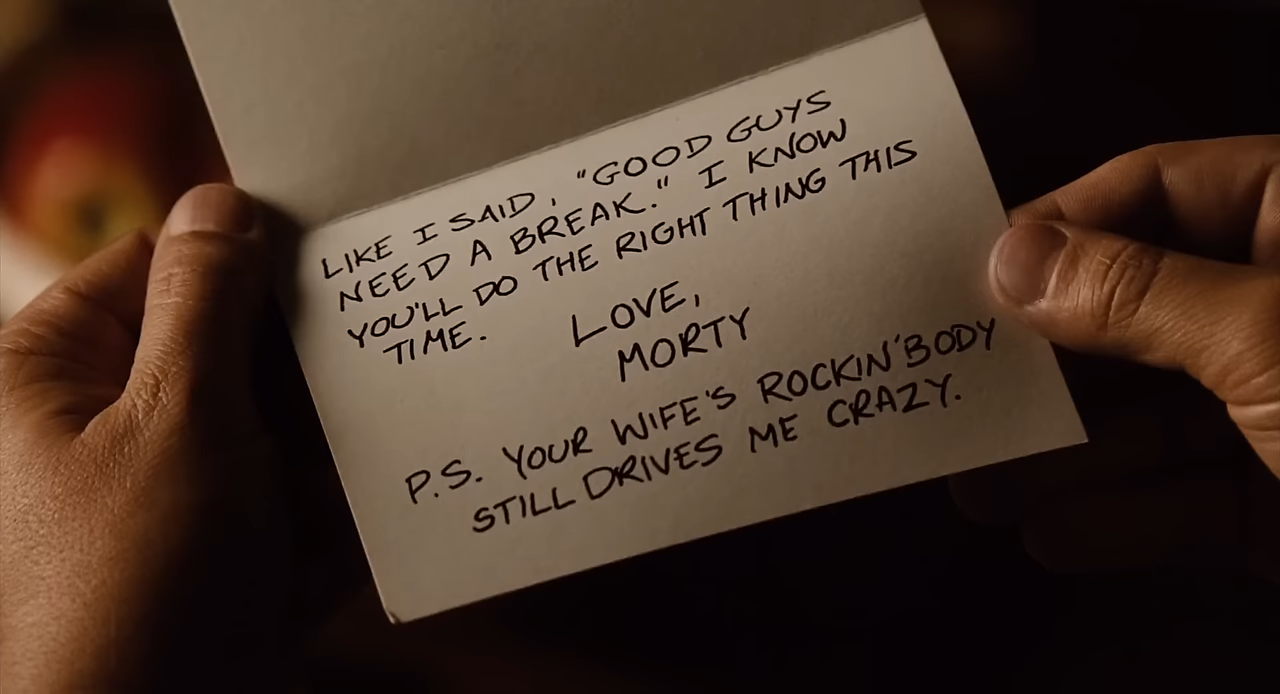 LIKE I SAID, "GOOD GUYS
NEED A BREAK." I KNOW
YOU'LL DO THE RIGHT THING THIS
TIME.
LOVE,
MORTY
P.S. YOUR WIFE'S ROCKIN' BODY
STILL DRIVES ME CRAZY.